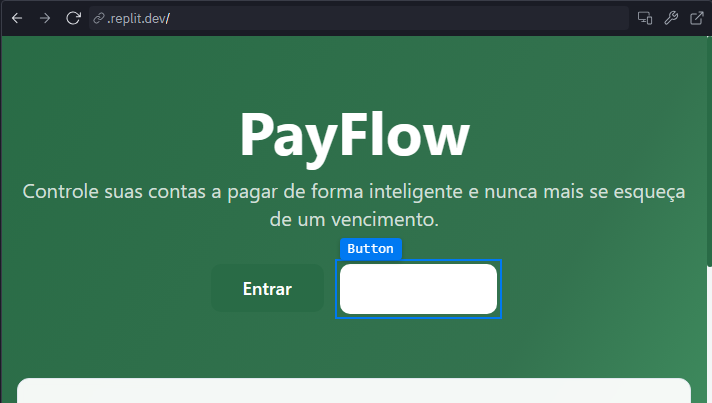 .replit.dev/
PayFlow
Controle suas contas a pagar de forma inteligente e nunca mais se esqueça
de um vencimento.
Button
Entrar